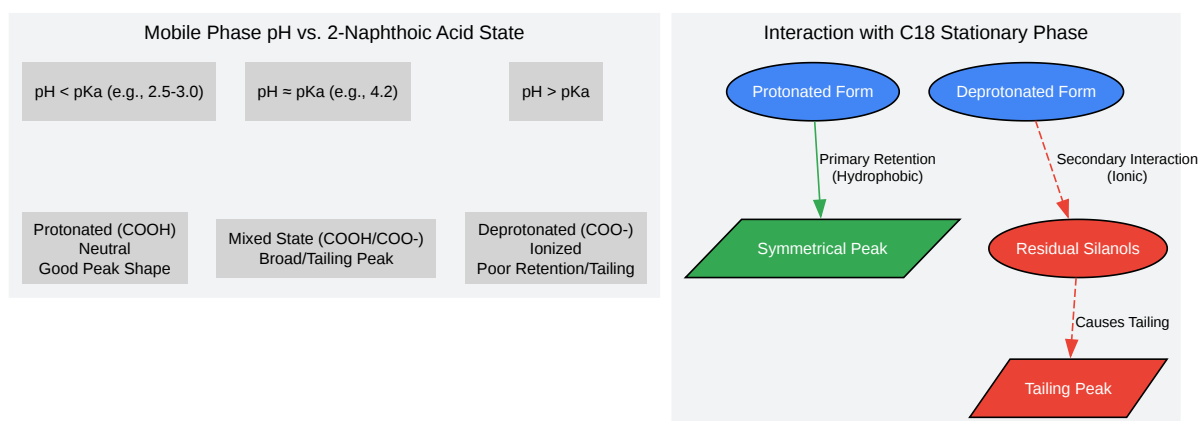 Mobile Phase pH vs. 2-Naphthoic Acid State
pH < pKa (e.g., 2.5-3.0)
pH ≈ pKa (e.g., 4.2)
pH > pKa
Protonated (COOH)
Neutral
Good Peak Shape
Mixed State (COOH/COO-)
Broad/Tailing Peak
Deprotonated (COO-)
Ionized
Poor Retention/Tailing
Interaction with C18 Stationary Phase
Protonated Form
Deprotonated Form
Primary Retention
(Hydrophobic)
Secondary Interaction
(Ionic)
Symmetrical Peak
Residual Silanols
Causes Tailing
Tailing Peak